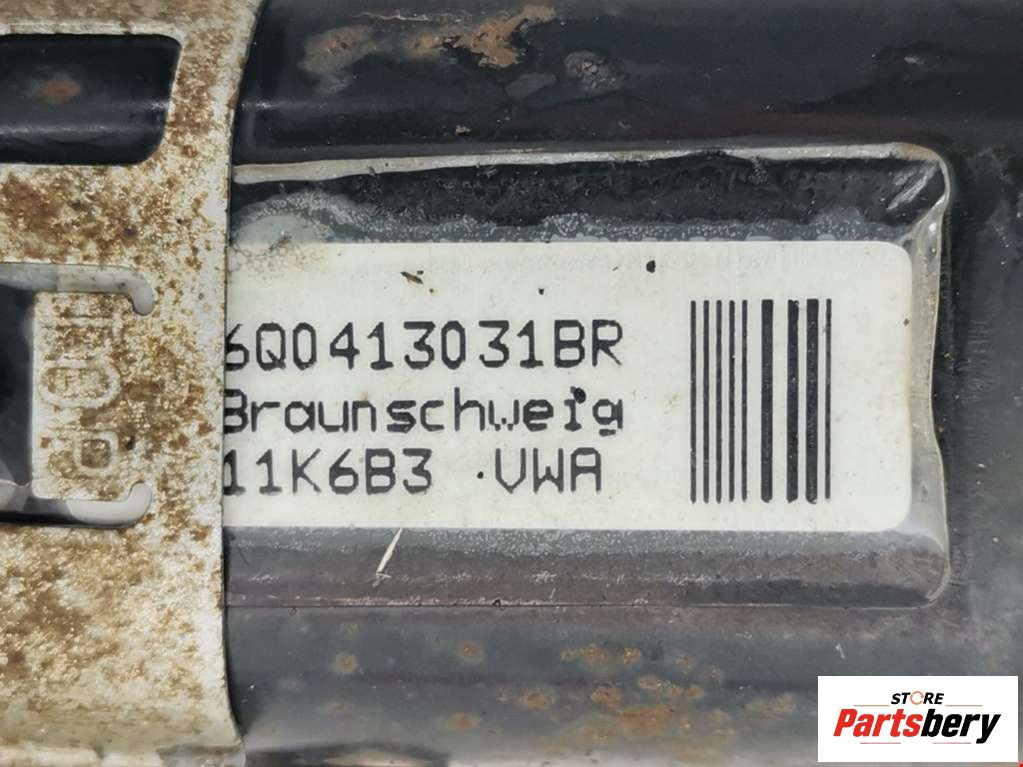 6Q0413031BR
Braunschweig
11K6B3 .VWA
STORE
Partsbery